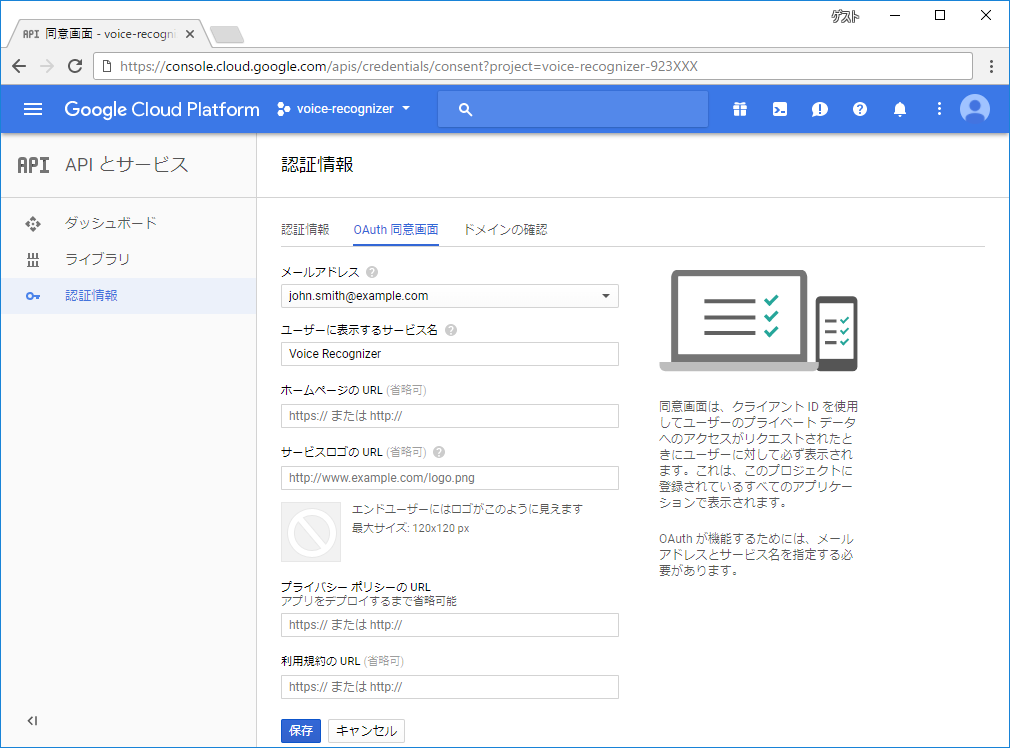 ゲスト
API 同意画面 - voice-recogni
https://console.cloud.google.com/apis/credentials/consent?project=voice-recognizer-923XXX
Google Cloud Platform voice-recognizer
API API とサービス
認証情報
ダッシュボード
ライブラリ
認証情報
認証情報 OAuth 同意画面 ドメインの確認
メールアドレス
john.smith@example.com
ユーザーに表示するサービス名
Voice Recognizer
ホームページの URL (省略可)
https:// または http://
サービスロゴの URL (省略可)
http://www.example.com/logo.png
エンドユーザーにはロゴがこのように見えます
最大サイズ: 120x120 px
プライバシー ポリシーの URL
アプリをデプロイするまで省略可能
https:// または http://
利用規約の URL (省略可)
https:// または http://
保存 キャンセル
同意画面は、クライアント ID を使用
してユーザーのプライベート データ
へのアクセスがリクエストされたと
きにユーザーに対して必ず表示され
ます。これは、このプロジェクトに
登録されているすべてのアプリケー
ションで表示されます。
OAuth が機能するためには、メール
アドレスとサービス名を指定する必
要があります。